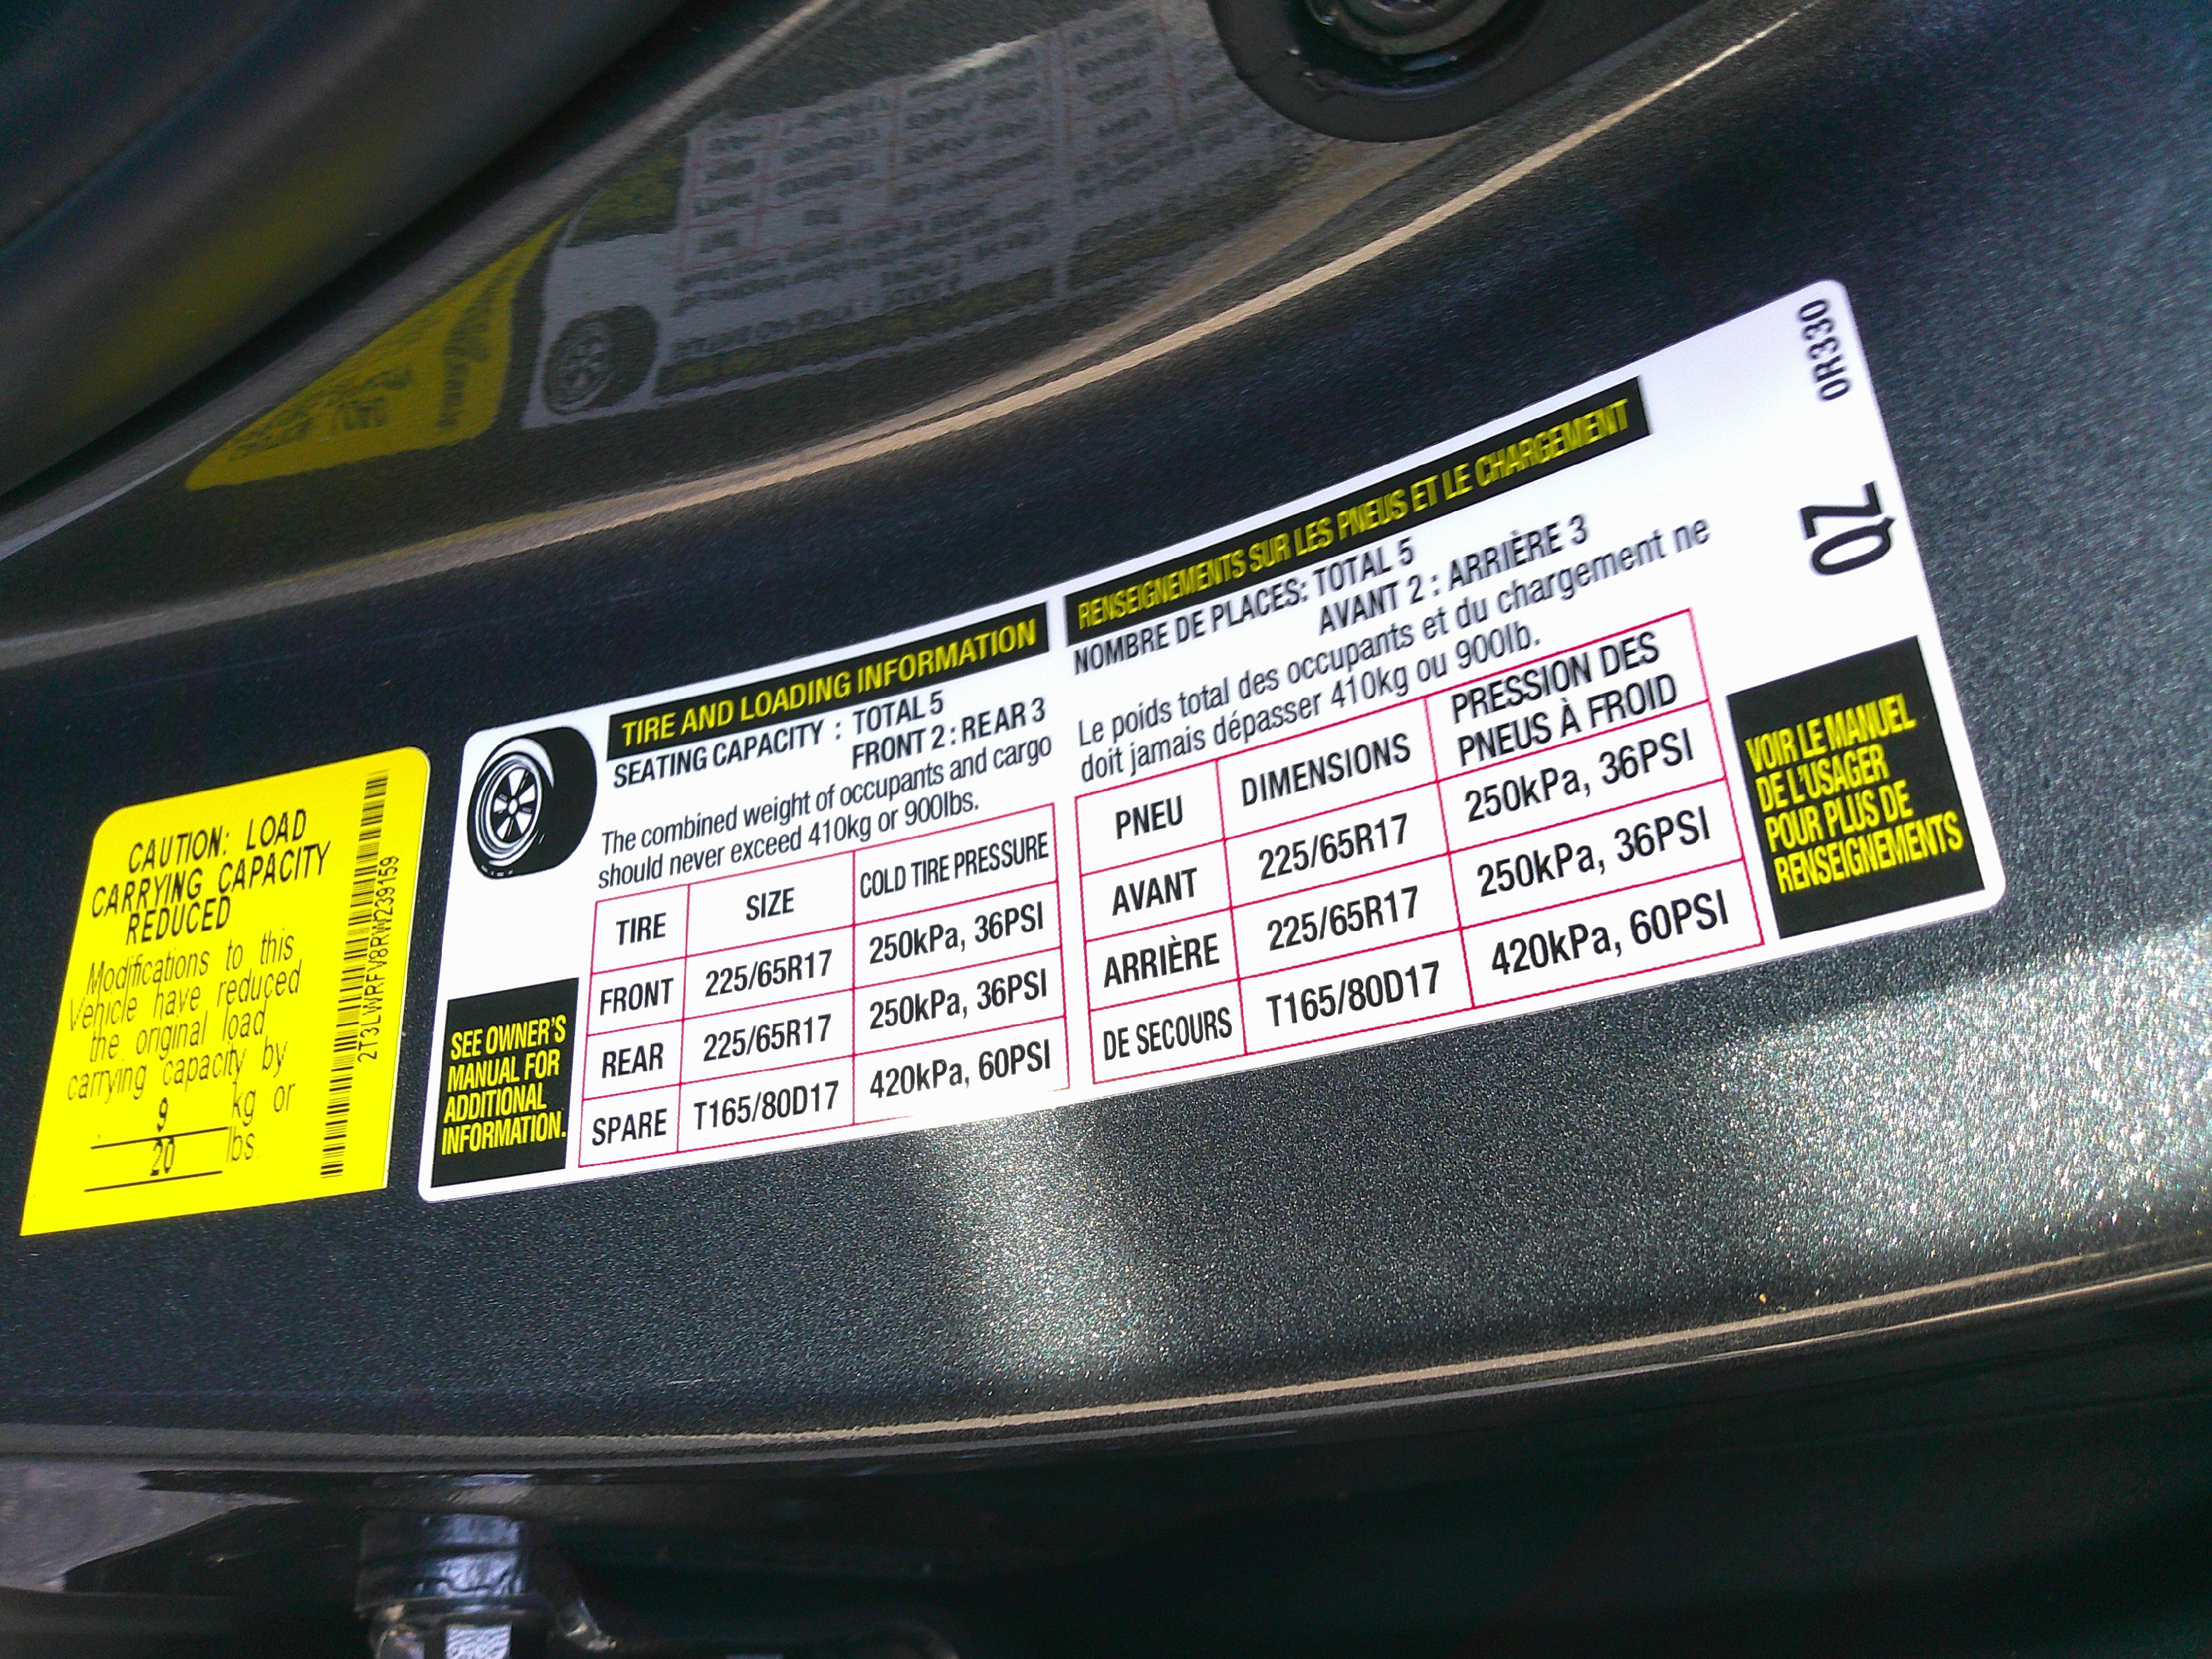 CAUTION: LOAD
CARRYING CAPACITY
REDUCED
Modifications to this
Vehicle have reduced
the original load
carrying capacity by
9 kg or
20 lbs.
2T3LWRFV8RW239159
TIRE AND LOADING INFORMATION
SEATING CAPACITY : TOTAL 5
FRONT 2 : REAR 3
The combined weight of occupants and cargo
should never exceed 410kg or 900lbs.
TIRE SIZE COLD TIRE PRESSURE
FRONT 225/65R17 250kPa, 36PSI
REAR 225/65R17 250kPa, 36PSI
SPARE T165/80D17 420kPa, 60PSI
SEE OWNER'S
MANUAL FOR
ADDITIONAL
INFORMATION.
RENSEIGNEMENTS SUR LES PNEUS ET LE CHARGEMENT
NOMBRE DE PLACES: TOTAL 5
AVANT 2 : ARRIÈRE 3
Le poids total des occupants et du chargement ne
doit jamais dépasser 410kg ou 900lb.
PNEU DIMENSIONS PRESSION DES
PNEUS À FROID
AVANT 225/65R17 250kPa, 36PSI
ARRIÈRE 225/65R17 250kPa, 36PSI
DE SECOURS T165/80D17 420kPa, 60PSI
VOIR LE MANUEL
DE L'USAGER
POUR PLUS DE
RENSEIGNEMENTS
QZ
0R330